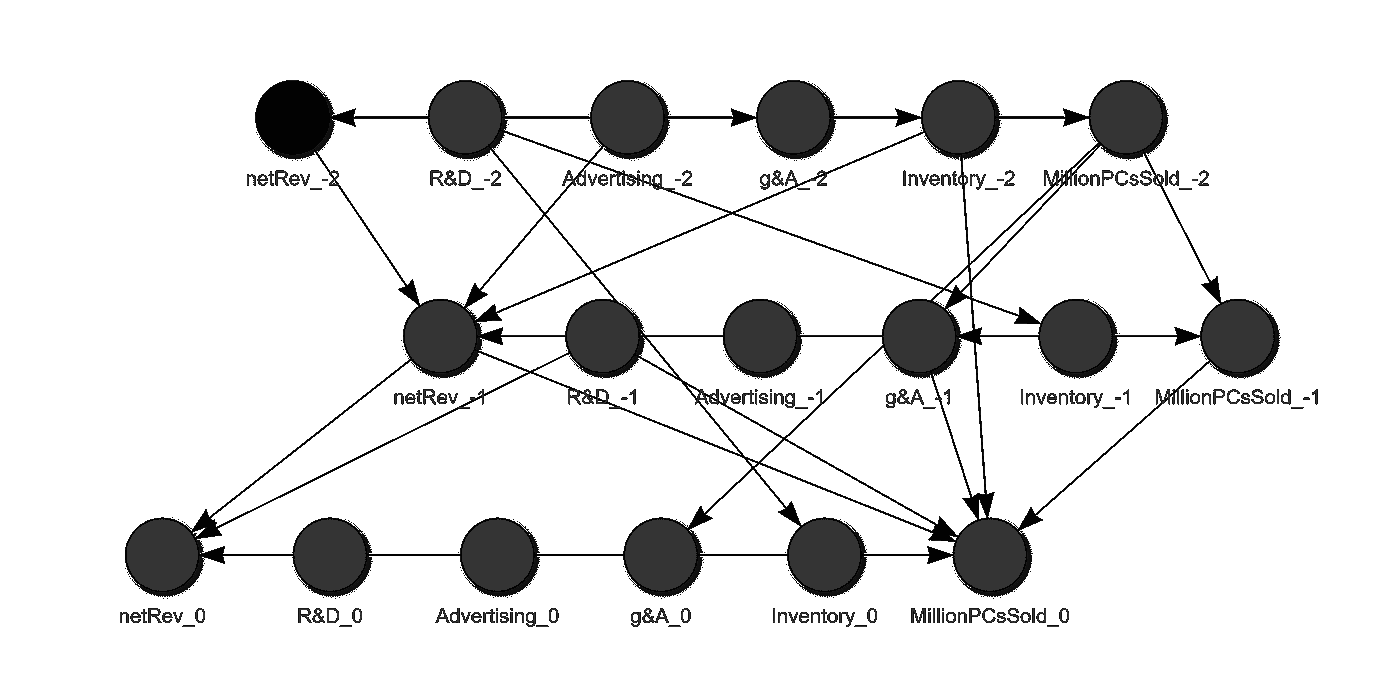 netRev_-2 R&D_-2 Advertising_-2 g&A_-2 Inventory_-2 MillionPCsSold_-2
netRev_-1 R&D_-1 Advertising_-1 g&A_-1 Inventory_-1 MillionPCsSold_-1
netRev_0 R&D_0 Advertising_0 g&A_0 Inventory_0 MillionPCsSold_0